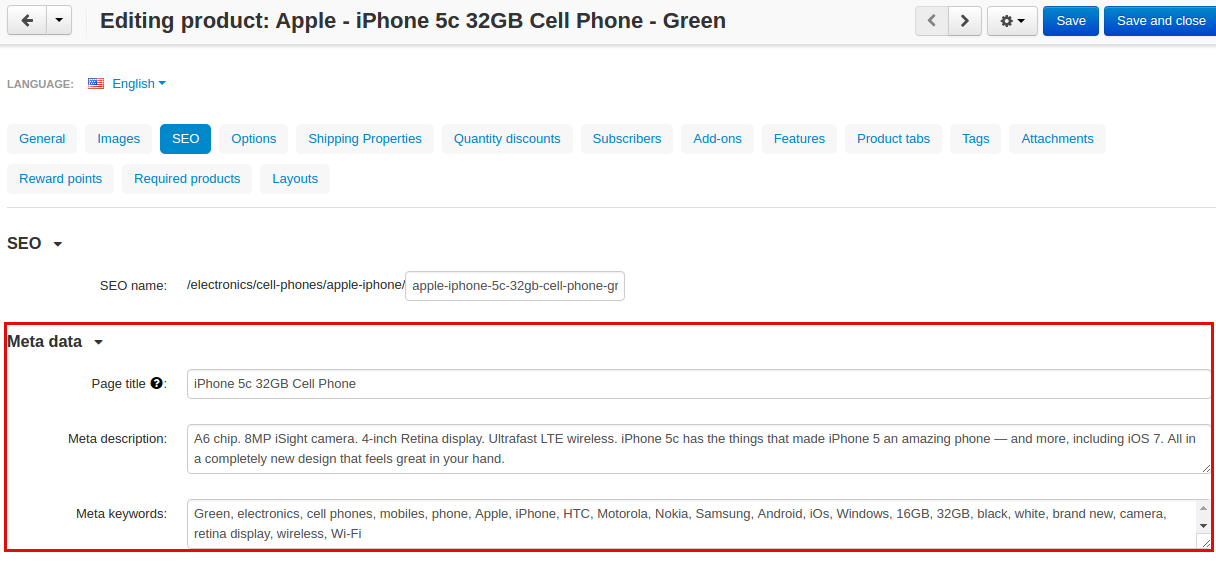 Editing product: Apple - iPhone 5c 32GB Cell Phone - Green
Save
Save and close
LANGUAGE: English
General Images SEO Options Shipping Properties Quantity discounts Subscribers Add-ons Features Product tabs Tags Attachments
Reward points Required products Layouts
SEO
SEO name: /electronics/cell-phones/apple-iphone/ apple-iphone-5c-32gb-cell-phone-gr
Meta data
Page title ?: iPhone 5c 32GB Cell Phone
Meta description: A6 chip. 8MP iSight camera. 4-inch Retina display. Ultrafast LTE wireless. iPhone 5c has the things that made iPhone 5 an amazing phone — and more, including iOS 7. All in
a completely new design that feels great in your hand.
Meta keywords: Green, electronics, cell phones, mobiles, phone, Apple, iPhone, HTC, Motorola, Nokia, Samsung, Android, iOs, Windows, 16GB, 32GB, black, white, brand new, camera,
retina display, wireless, Wi-Fi